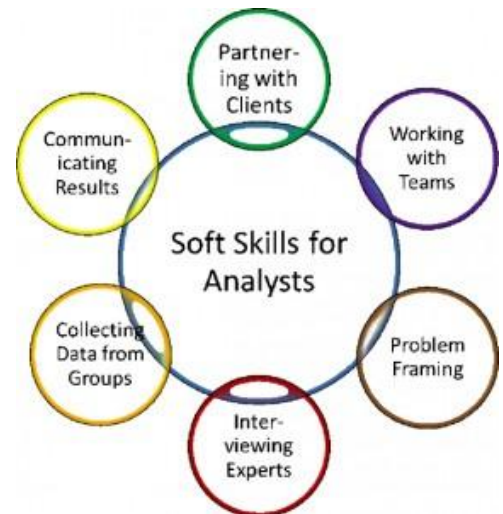 Partner-
ing with
Clients
Working
with
Teams
Problem
Framing
Inter-
viewing
Experts
Collecting
Data from
Groups
Commun-
icating
Results
Soft Skills for
Analysts